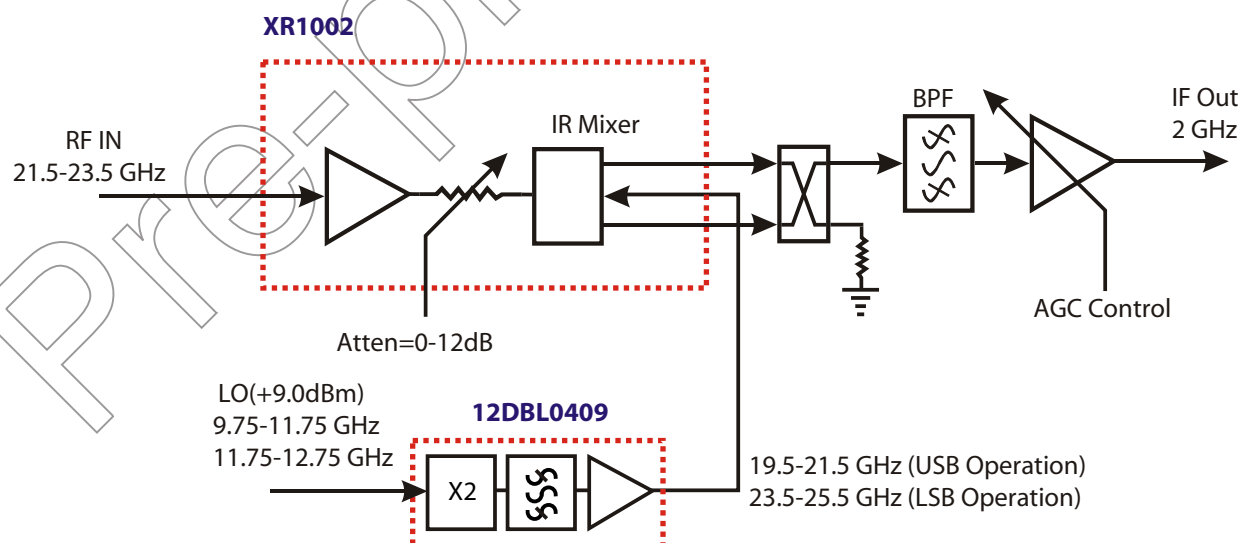 XR1002
RF IN
21.5-23.5 GHz
IR Mixer
BPF
IF Out
2 GHz
Atten=0-12dB
AGC Control
LO(+9.0dBm)
9.75-11.75 GHz
11.75-12.75 GHz
12DBL0409
X2
19.5-21.5 GHz (USB Operation)
23.5-25.5 GHz (LSB Operation)
Pre-p